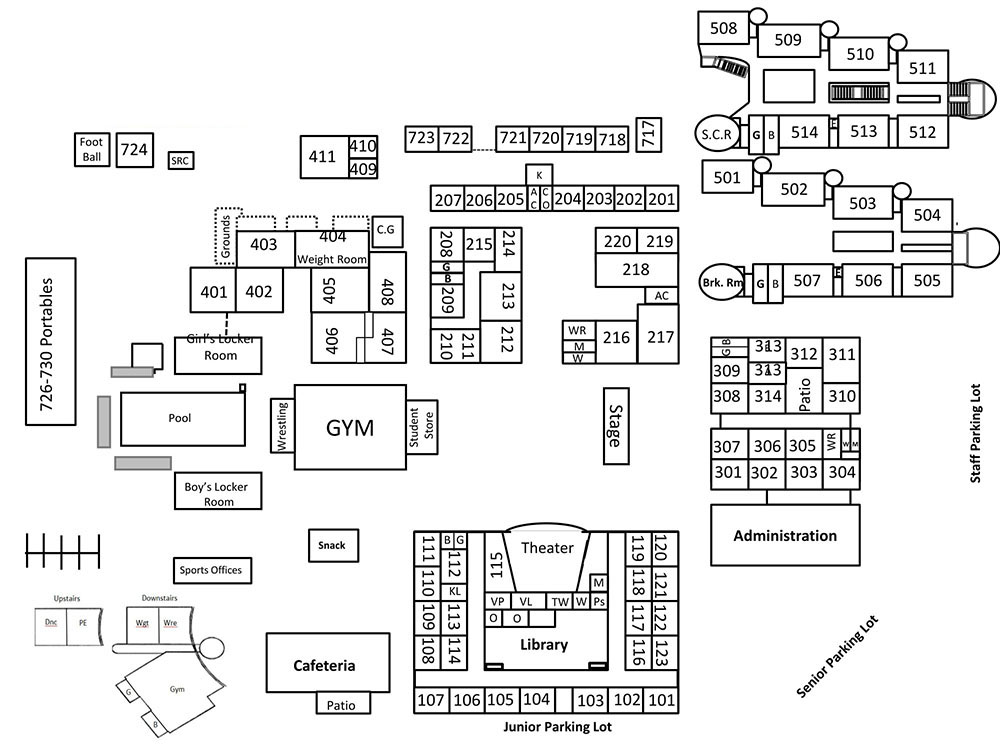 508
509
510
511
S.C.R
G B 514 E 513 512
501
502
503
504
Brk. Rm
G B 507 E 506 505
Foot
Ball
724
SRC
411
410
409
723 722 721 720 719 718 717
K
207 206 205 A
C C
O 204 203 202 201
Grounds
403
404
Weight Room
C.G
401 402 405 408
406 407
208 215 214
G
B
209 213
210 211 212
220 219
218
AC
WR 216 217
M
W
726-730 Portables
Girl's Locker
Room
Pool
Boy's Locker
Room
Wrestling
GYM
Student
Store
Stage
G B 313 312 311
309 313
308 314 Patio 310
307 306 305 WR W M
301 302 303 304
Administration
Staff Parking Lot
Senior Parking Lot
Snack
Sports Offices
Upstairs
Dnc PE
Downstairs
Wgt Wre
Gym
G
B
Cafeteria
Patio
111 B G 115 Theater 119 120
110 112 M 118 121
KL
VP VL TW W Ps
109 113 O O 117 122
108 114 Library 116 123
107 106 105 104 103 102 101
Junior Parking Lot